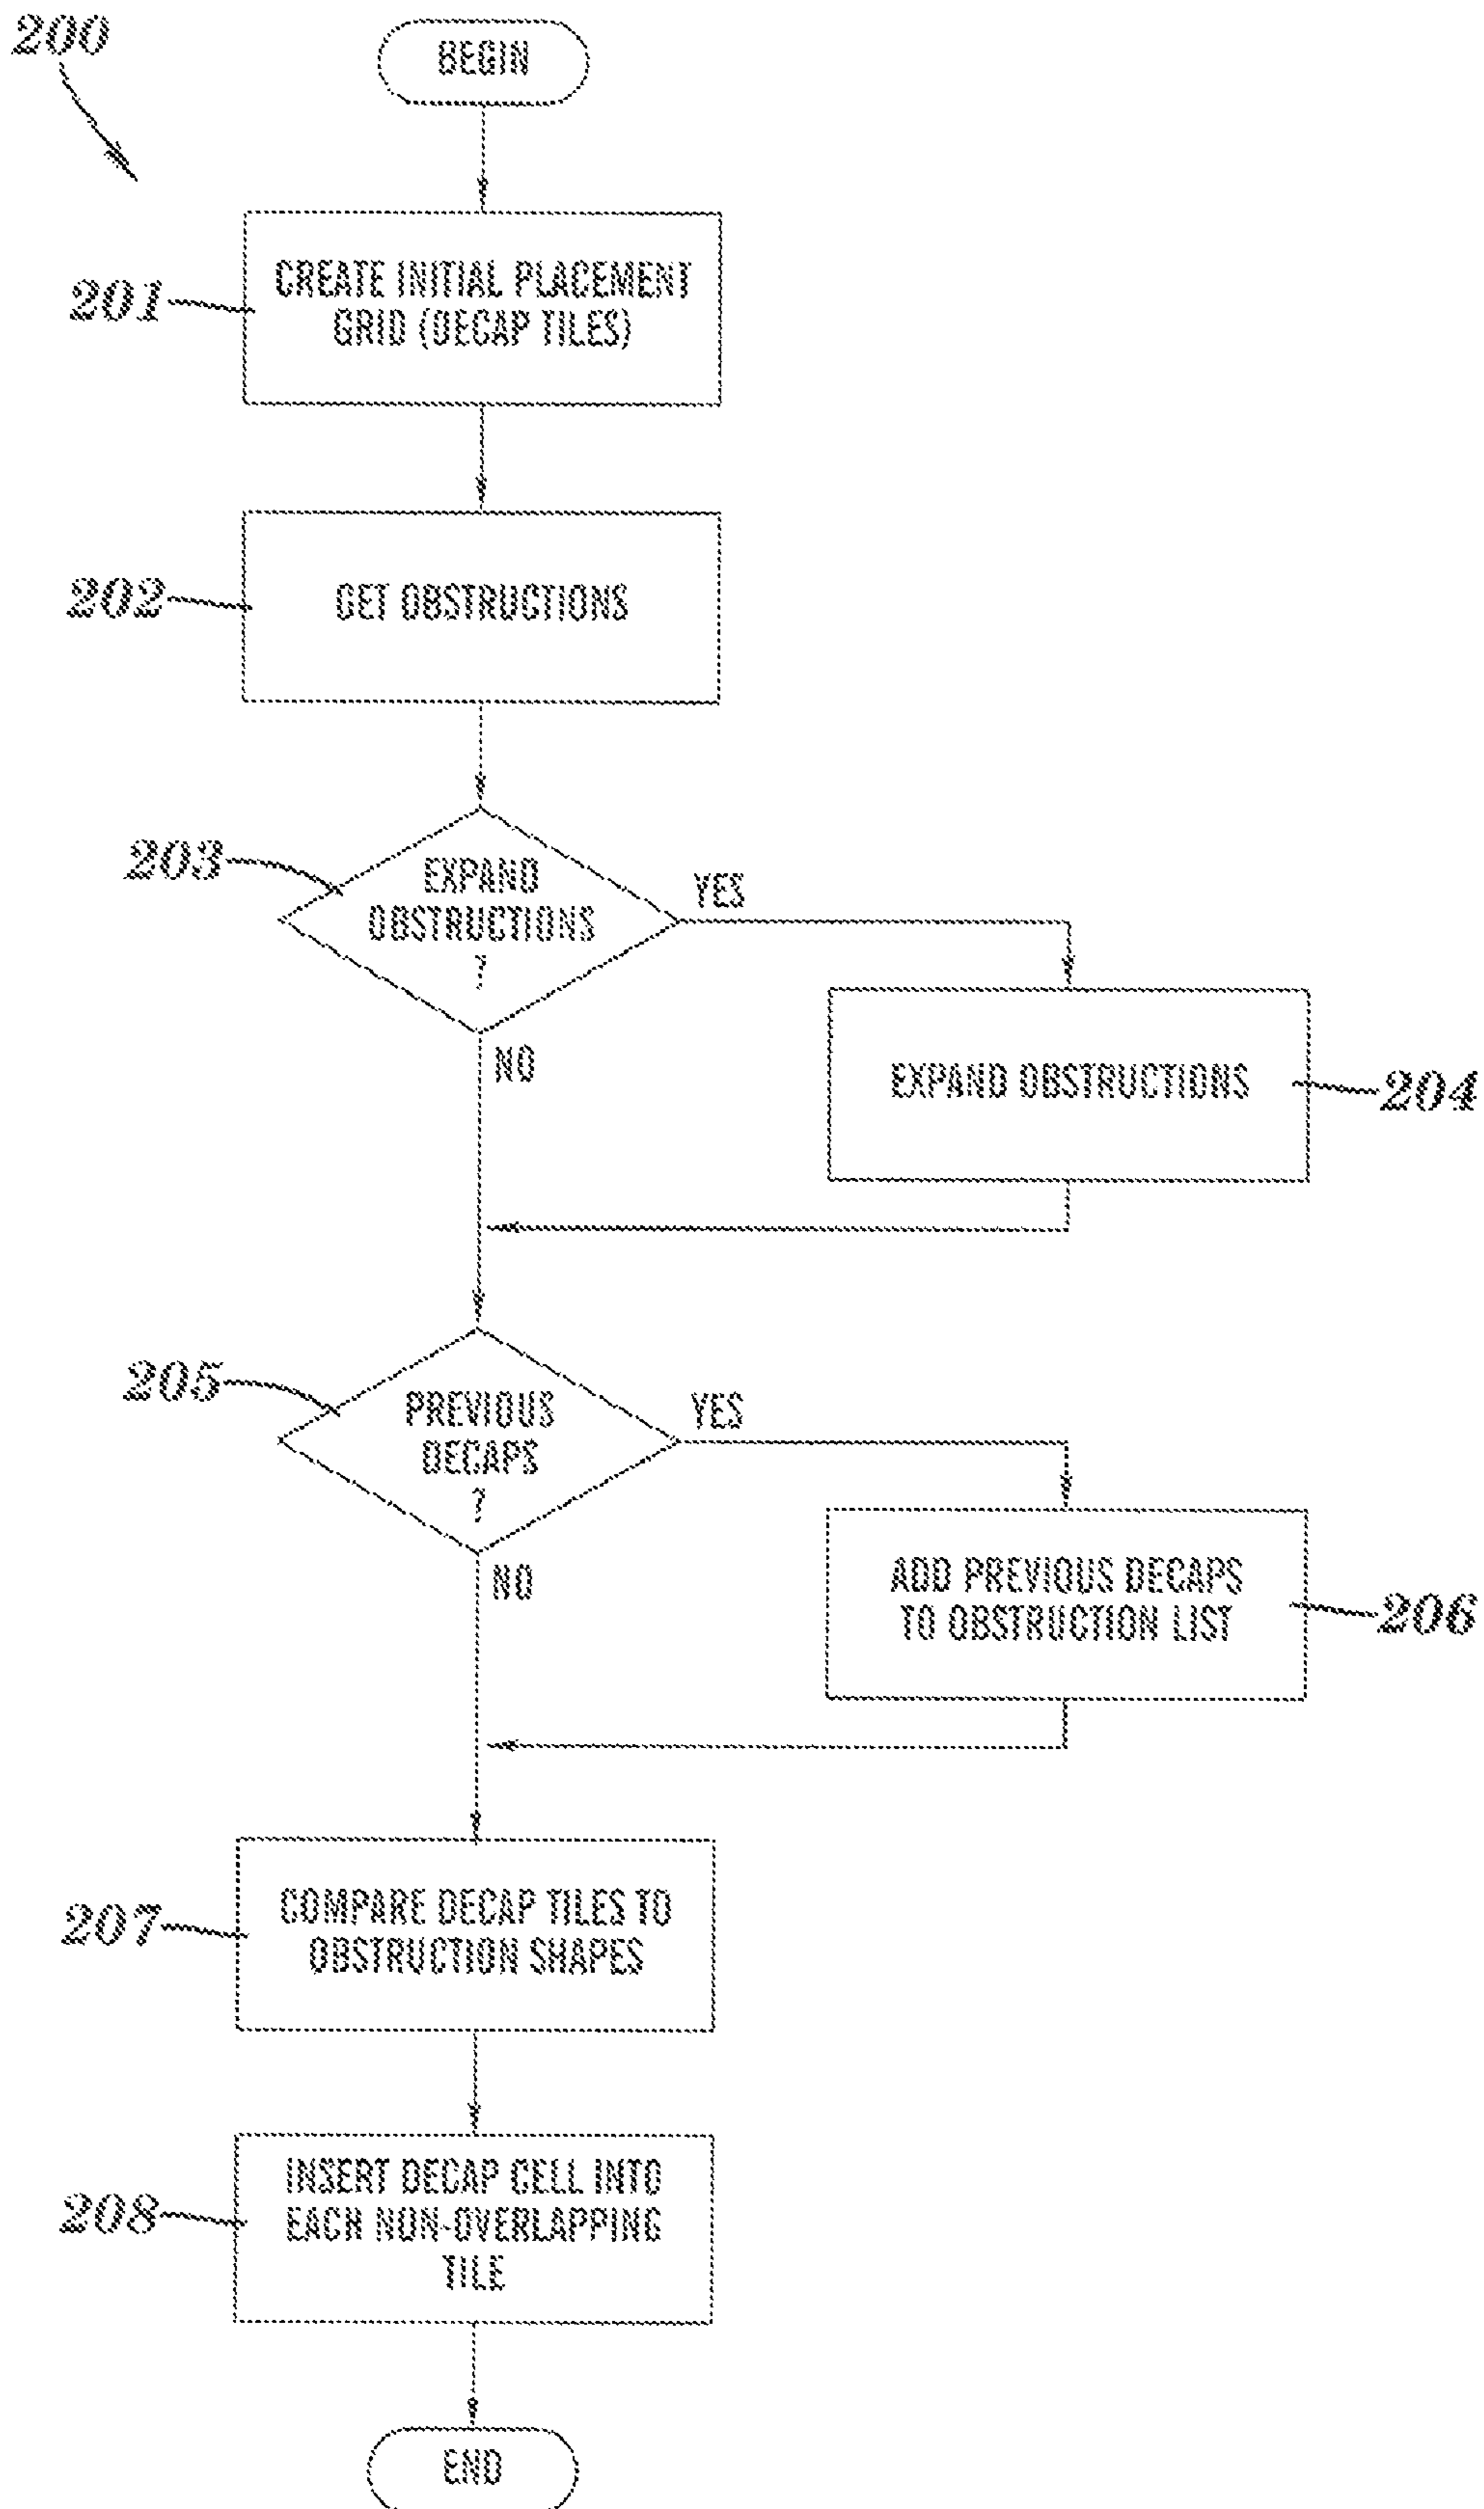 200
BEGIN
201
CREATE INITIAL PLACEMENT
GRID (DECAP TILES)
202
GET OBSTRUCTIONS
203
EXPAND
OBSTRUCTIONS
?
YES
NO
EXPAND OBSTRUCTIONS
204
205
PREVIOUS
DECAPS
?
YES
NO
ADD PREVIOUS DECAPS
TO OBSTRUCTION LIST
206
207
COMPARE DECAP TILES TO
OBSTRUCTION SHAPES
208
INSERT DECAP CELL INTO
EACH NON-OVERLAPPING
TILE
END